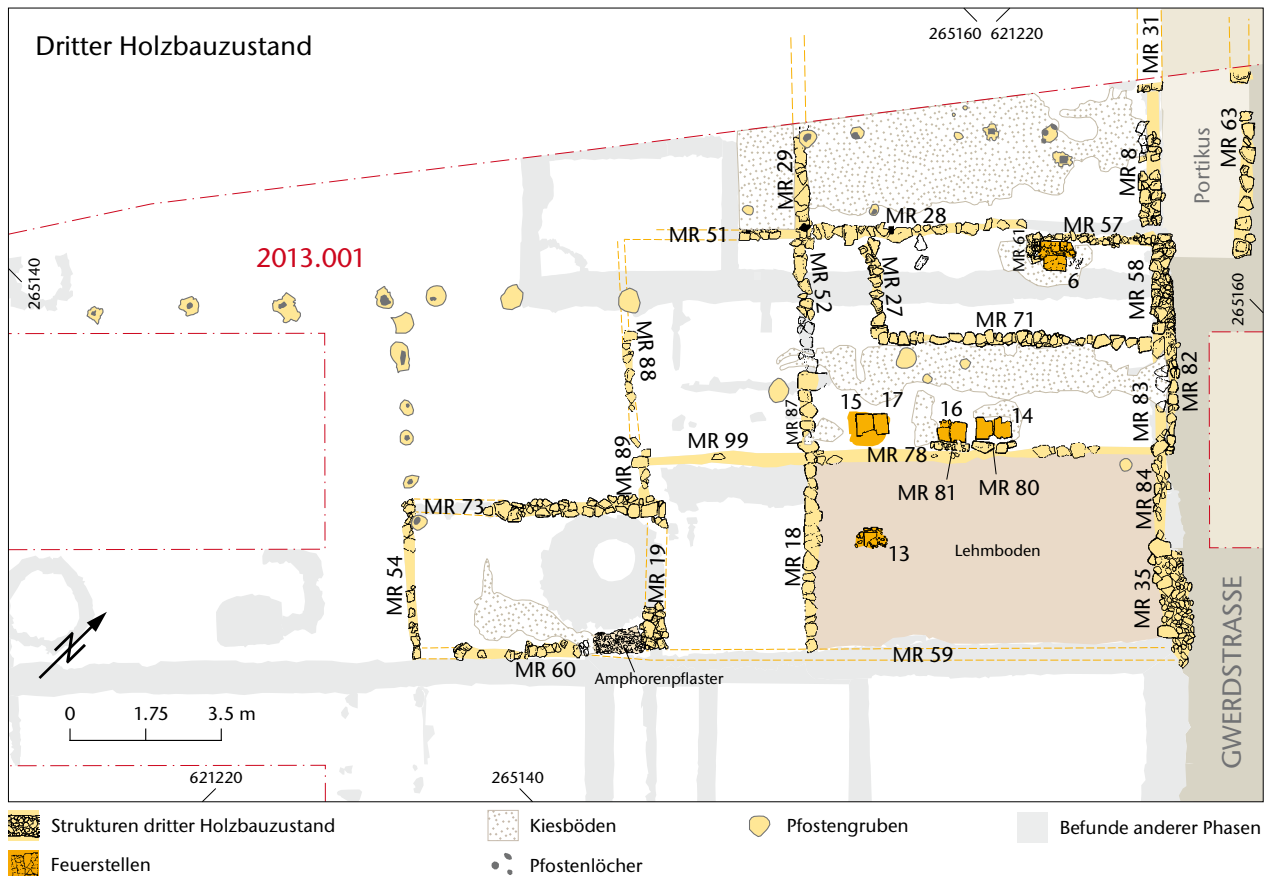 Dritter Holzbauzustand
265160 621220
MR 31
MR 63
Portikus
MR 8
MR 29
MR 28
MR 57
MR 51
MR 61
6
MR 58
2013.001
265140
265160
MR 52
MR 27
MR 71
MR 88
MR 82
MR 83
MR 87
15
17
16
14
MR 99
MR 78
MR 89
MR 81
MR 80
MR 84
MR 73
MR 18
13
Lehmboden
MR 19
MR 54
MR 35
MR 59
MR 60
Amphorenpflaster
GWERDSTRASSE
N
0 1.75 3.5 m
621220
265140
Strukturen dritter Holzbauzustand
Kiesböden
Pfostengruben
Befunde anderer Phasen
Feuerstellen
Pfostenlöcher